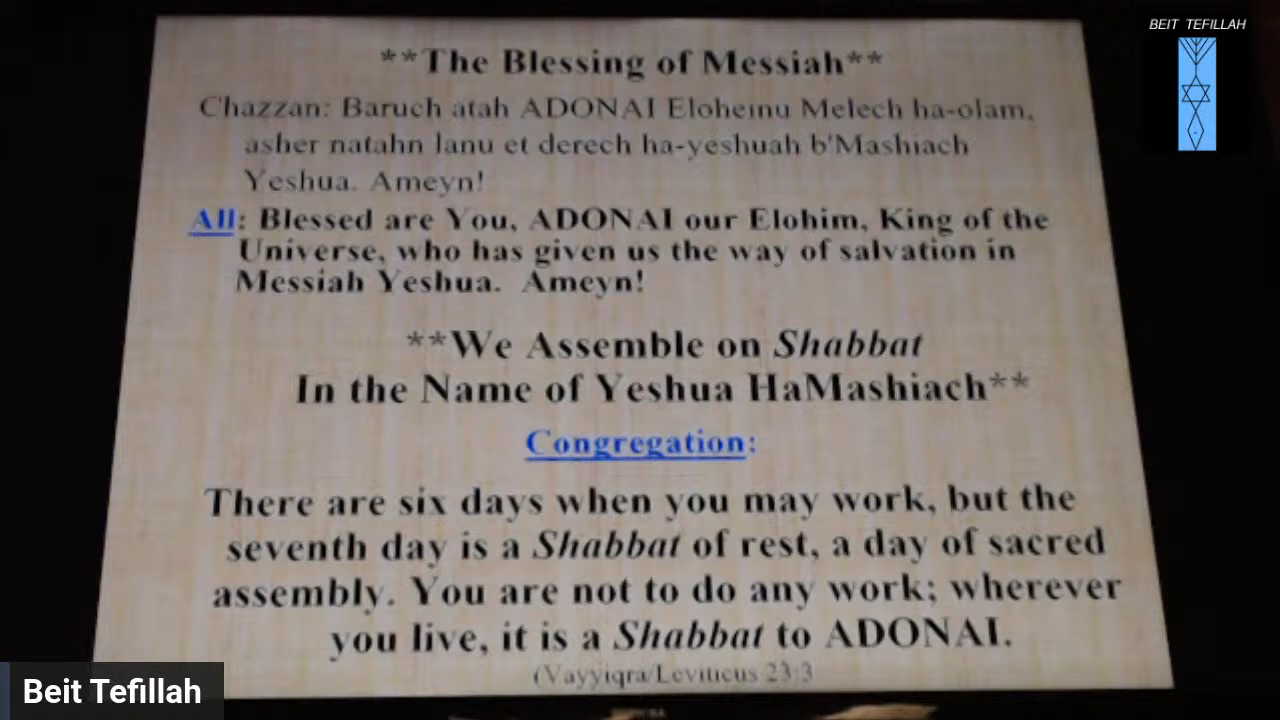 BEIT TEFILLAH
**The Blessing of Messiah**
Chazzan: Baruch atah ADONAI Eloheinu Melech ha-olam,
asher natahn lanu et derech ha-yeshuah b'Mashiach
Yeshua. Ameyn!
All: Blessed are You, ADONAI our Elohim, King of the
Universe, who has given us the way of salvation in
Messiah Yeshua. Ameyn!
**We Assemble on Shabbat
In the Name of Yeshua HaMashiach**
Congregation:
There are six days when you may work, but the
seventh day is a Shabbat of rest, a day of sacred
assembly. You are not to do any work; wherever
you live, it is a Shabbat to ADONAI.
(Vayyiqra/Leviticus 23:3
Beit Tefillah